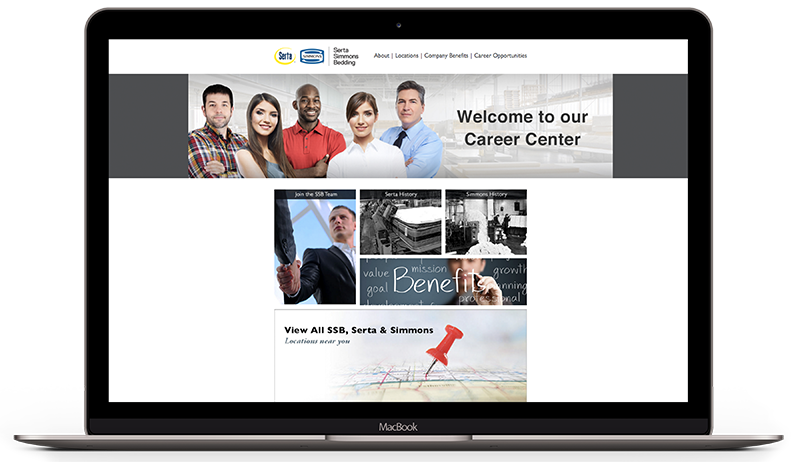 Serta
SIMMONS
Serta
Simmons
Bedding
About | Locations | Company Benefits | Career Opportunities
Welcome to our
Career Center
Join the SSB Team
Serta History
Simmons History
value
mission
growth
goal
Benefits
professional
View All SSB, Serta & Simmons
Locations near you
MacBook